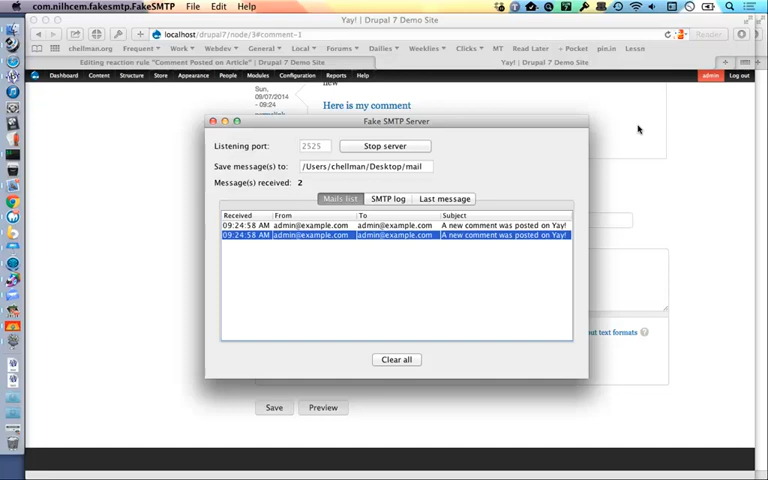 com.nilhcem.fakesmtp.FakeSMTP File Edit Help
Yay! | Drupal 7 Demo Site
localhost/drupal7/node/3#comment-1
Reader
chellman.org Frequent Work Webdev General Local Forums Dailies Weeklies Clicks MT Read Later + Pocket pin.in Lessn
Editing reaction rule "Comment Posted on Article" | Drupal 7 Demo Site
Yay! | Drupal 7 Demo Site
Dashboard Content Structure Store Appearance People Modules Configuration Reports Help admin Log out
new
Sun,
09/07/2014
- 09:24
permalink
Here is my comment
Fake SMTP Server
Listening port: 2525 Stop server
Save message(s) to: /Users/chellman/Desktop/mail
Message(s) received: 2
Mails list SMTP log Last message
Received From To Subject
09:24:58 AM admin@example.com admin@example.com A new comment was posted on Yay!
09:24:58 AM admin@example.com admin@example.com A new comment was posted on Yay!
out text formats
Clear all
Save Preview